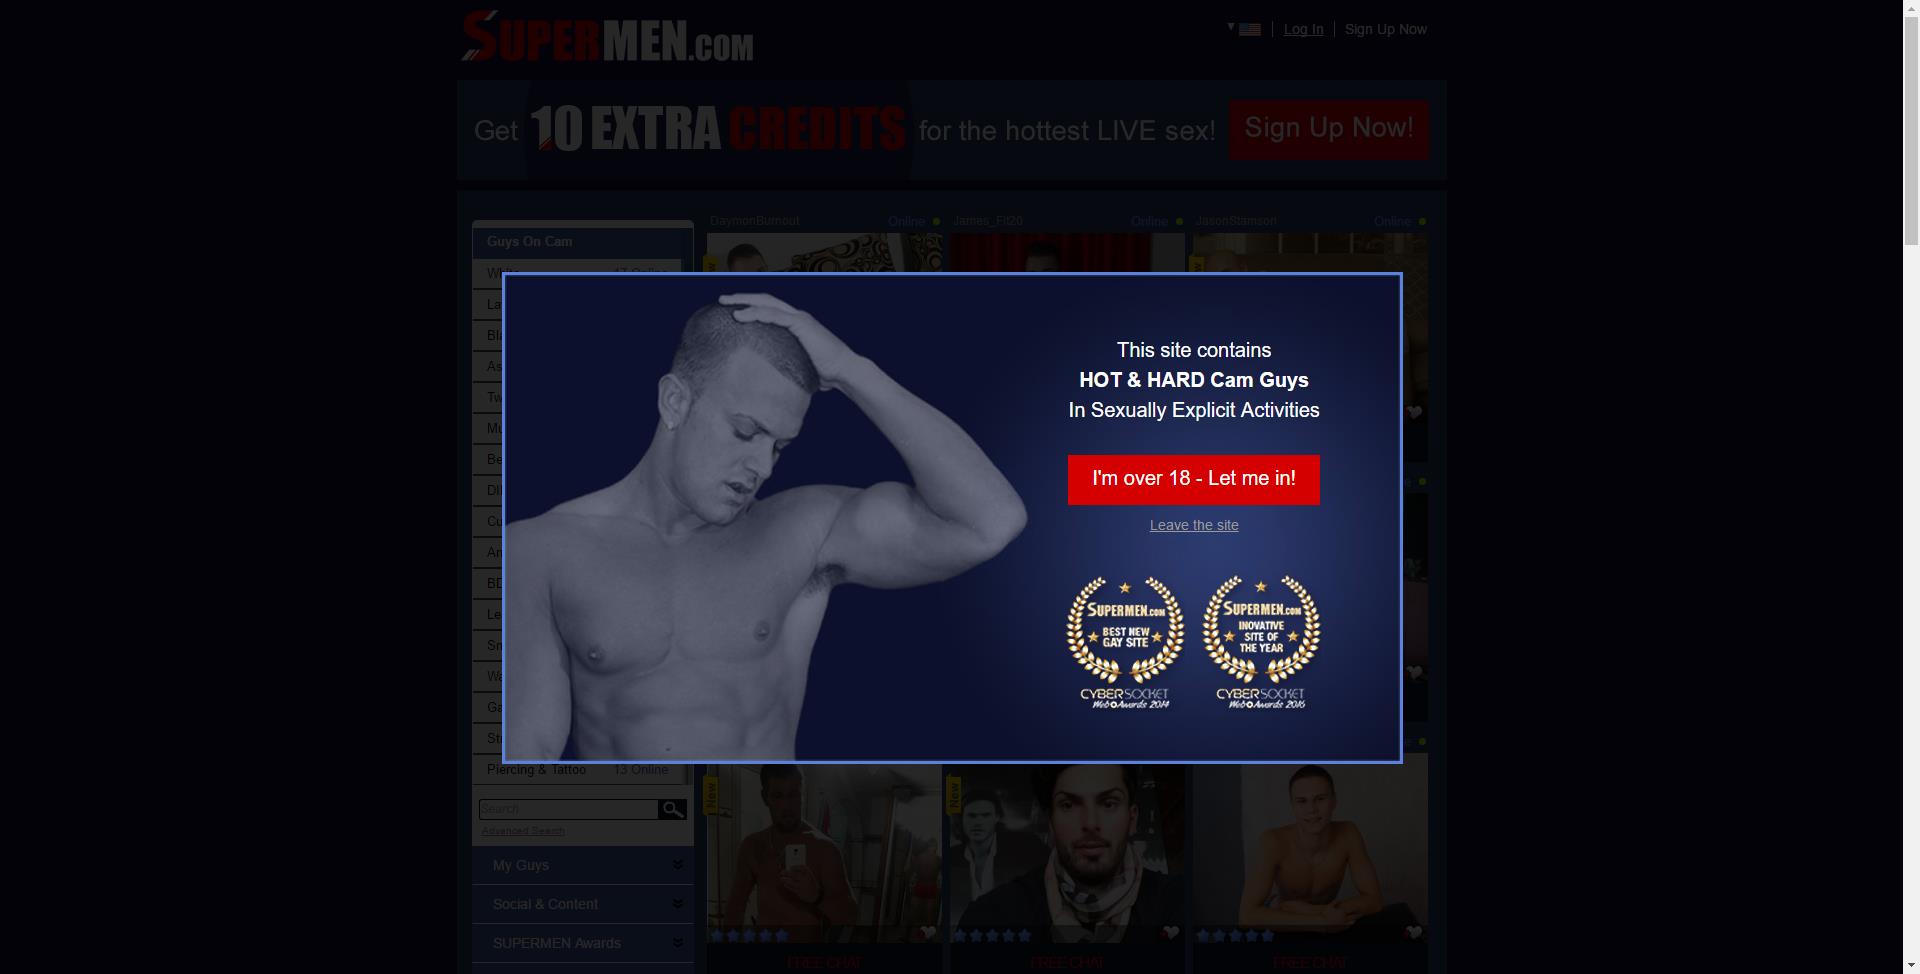 SUPERMEN.COM
Log In
Sign Up Now
Get 10 EXTRA CREDITS for the hottest LIVE sex!
Sign Up Now!
DaymonBurnout
Online
James_Fit20
Online
JasonStamson
Online
Guys On Cam
This site contains
HOT & HARD Cam Guys
In Sexually Explicit Activities
I'm over 18 - Let me in!
Leave the site
SUPERMEN.COM
BEST NEW
GAY SITE
CYBERSOCKET
Web Awards 2014
SUPERMEN.COM
INOVATIVE
SITE OF
THE YEAR
CYBERSOCKET
Web Awards 2016
Piercing & Tattoo
13 Online
New
New
Search
Advanced Search
My Guys
Social & Content
SUPERMEN Awards
FREE CHAT
FREE CHAT
FREE CHAT